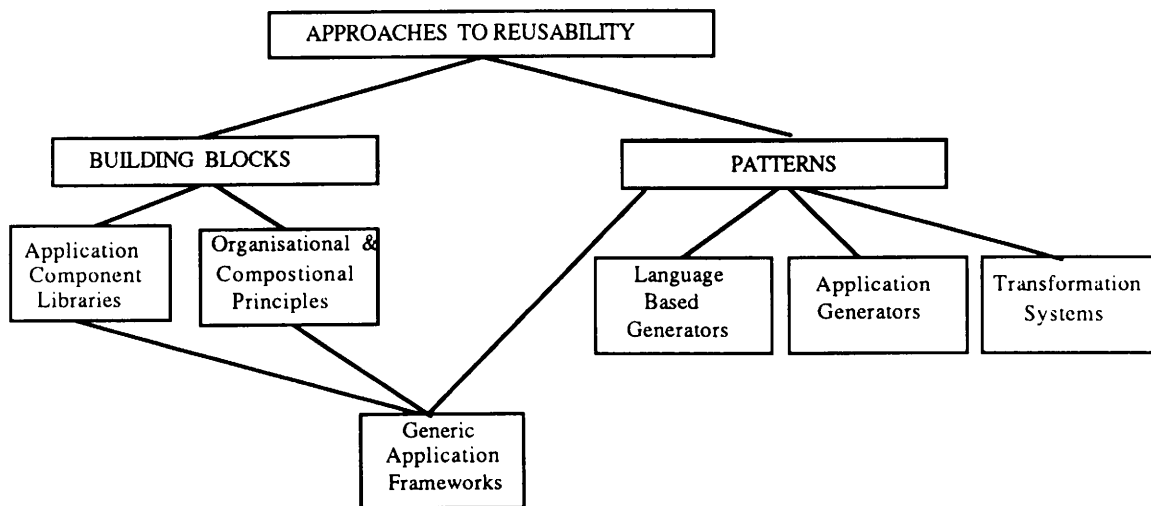 APPROACHES TO REUSABILITY
BUILDING BLOCKS
PATTERNS
Application
Component
Libraries
Organisational &
Compostional
Principles
Language
Based
Generators
Application
Generators
Transformation
Systems
Generic
Application
Frameworks